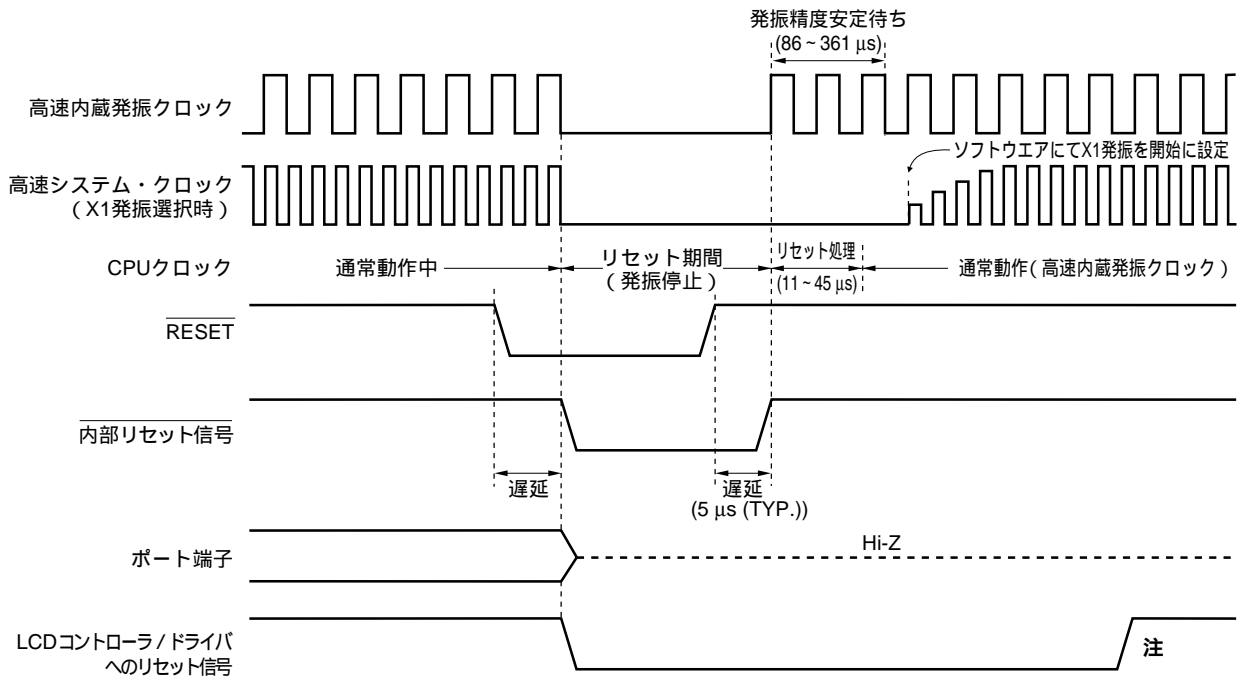 発振精度安定待ち
(86~361 μs)
高速内蔵発振クロック
ソフトウエアにてX1発振を開始に設定
高速システム・クロック
(X1発振選択時)
CPUクロック
通常動作中
リセット期間
(発振停止)
リセット処理
(11~45 μs)
通常動作(高速内蔵発振クロック)
RESET
内部リセット信号
遅延
遅延
(5 μs (TYP.))
ポート端子
Hi-Z
LCDコントローラ/ドライバ
へのリセット信号
注